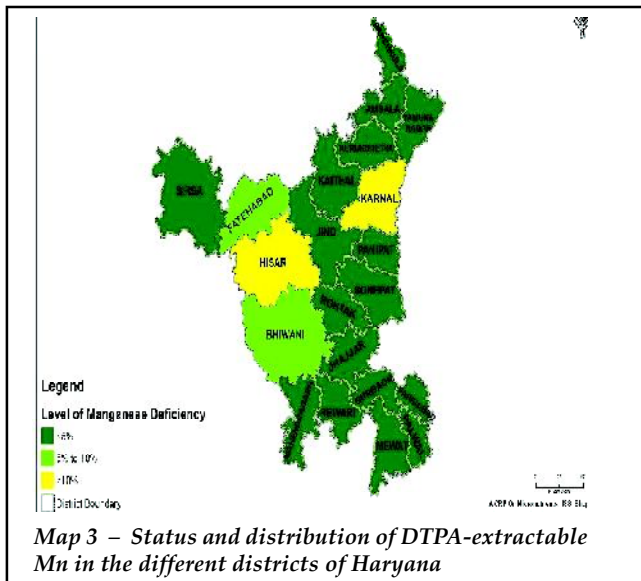 AMBALA
KAITHAL
KARNAL
SIRSA
FATEHABAD
JIND
PANIPAT
HISAR
SONEPAT
ROHTAK
BHIWANI
JHAJJAR
REWARI
MEWAT
Legend
Level of Manganese Deficiency
<5%
5% to 10%
>10%
District Boundary
Map 3 – Status and distribution of DTPA-extractable
Mn in the different districts of Haryana